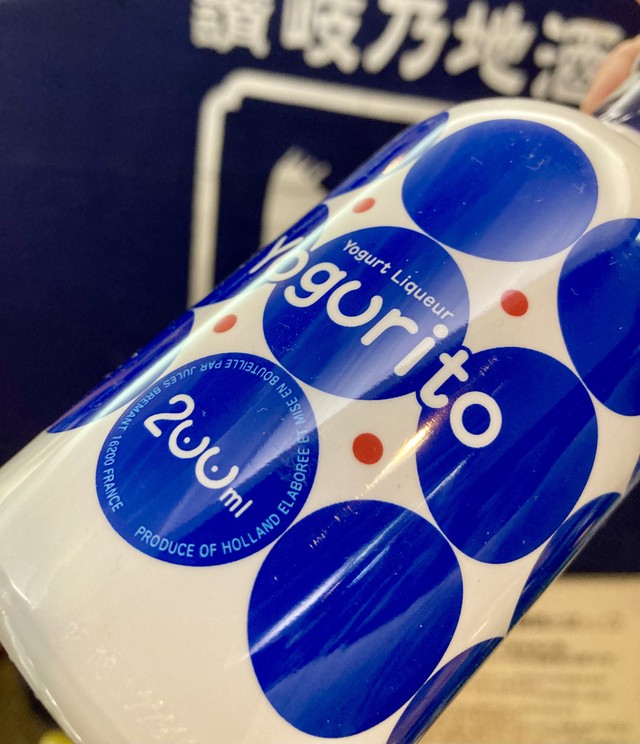 讃岐乃地酒
Yogurt Liqueur
Yogurito
200ml
PRODUCE OF HOLLAND ELABOREE ET MISE EN BOUTEILLE PAR JULES BREMANT 16200 FRANCE